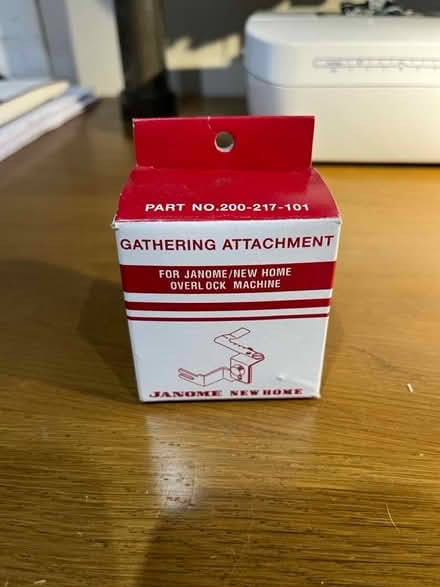 PART NO.200-217-101
GATHERING ATTACHMENT
FOR JANOME/NEW HOME
OVERLOCK MACHINE
JANOME NEW HOME